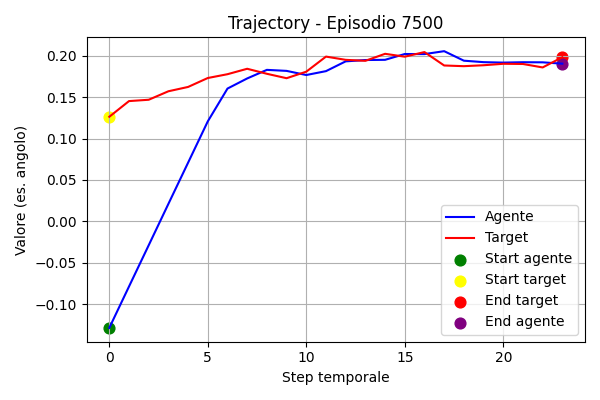 Trajectory - Episodio 7500
Valore (es. angolo)
0.20
0.15
0.10
0.05
0.00
−0.05
−0.10
0
5
10
15
20
Step temporale
Agente
Target
Start agente
Start target
End target
End agente